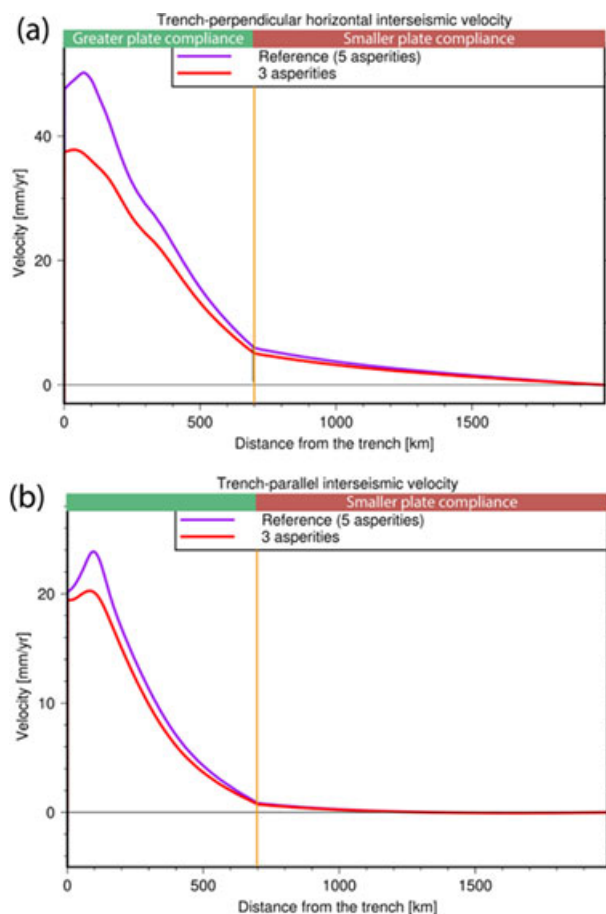 (a)
Trench-perpendicular horizontal interseismic velocity
Greater plate compliance
Smaller plate compliance
Reference (5 asperities)
3 asperities
40
20
0
Velocity [mm/yr]
0
500
1000
1500
Distance from the trench [km]
(b)
Trench-parallel interseismic velocity
Smaller plate compliance
Reference (5 asperities)
3 asperities
20
10
0
Velocity [mm/yr]
0
500
1000
1500
Distance from the trench [km]